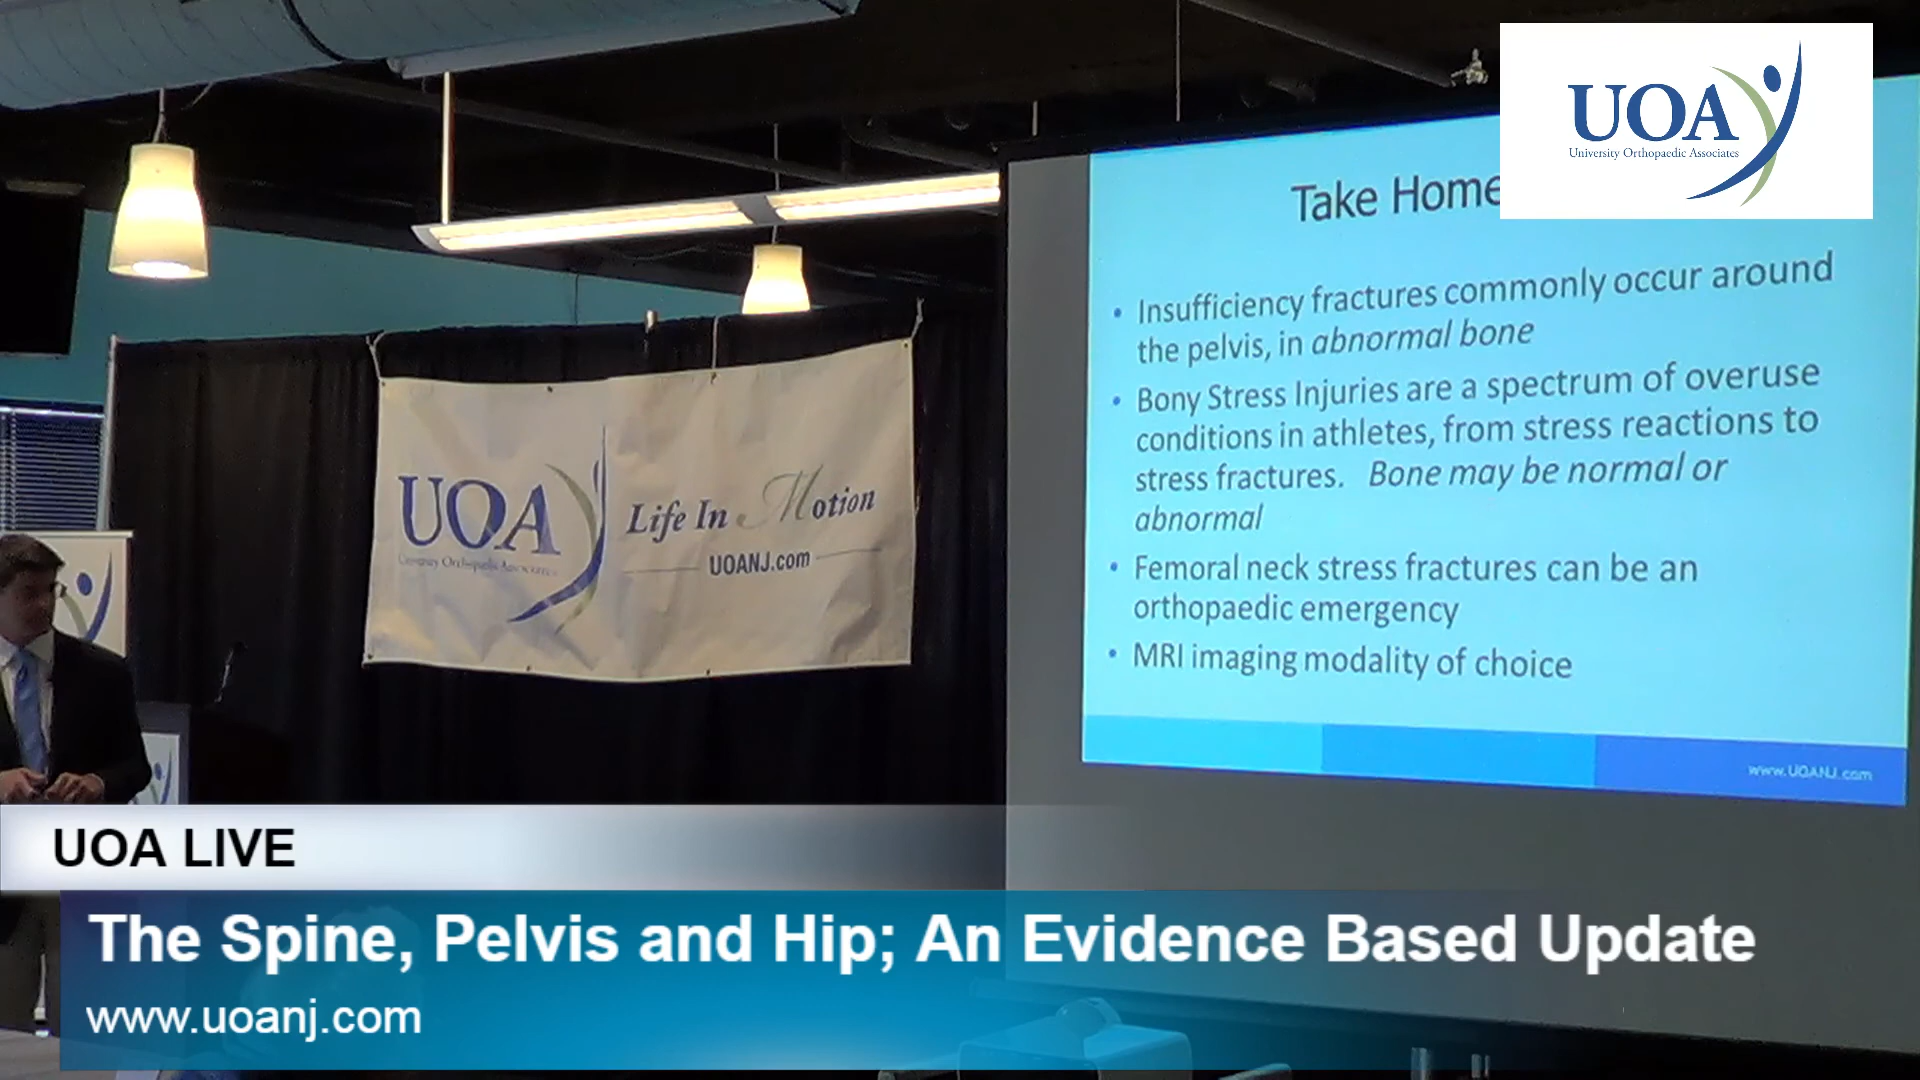 UOA
University Orthopaedic Associates
Take Home
• Insufficiency fractures commonly occur around
the pelvis, in abnormal bone
• Bony Stress Injuries are a spectrum of overuse
conditions in athletes, from stress reactions to
stress fractures. Bone may be normal or
abnormal
• Femoral neck stress fractures can be an
orthopaedic emergency
• MRI imaging modality of choice
www.UOANJ.com
UOA
University Orthopaedic Associates
Life In Motion
UOANJ.com
UOA LIVE
The Spine, Pelvis and Hip; An Evidence Based Update
www.uoanj.com